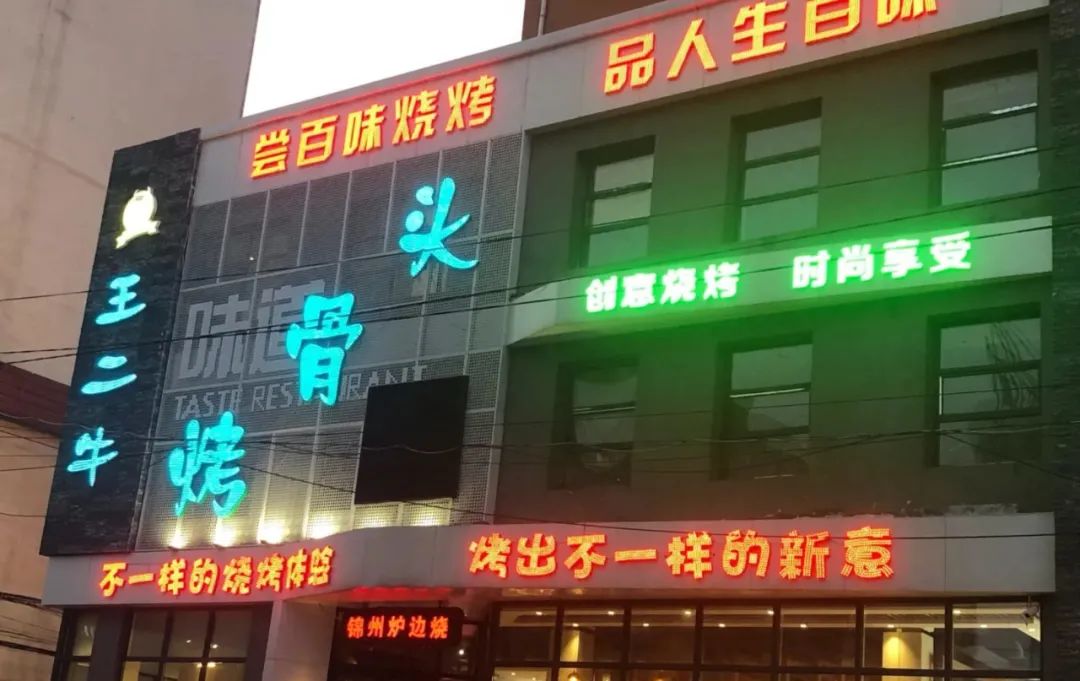 尝百味烧烤 品人生百味
王二牛
烤骨头
味道
TASTE RESTAURANT
创意烧烤 时尚享受
不一样的烧烤体验
烤出不一样的新意
锦州炉边烧